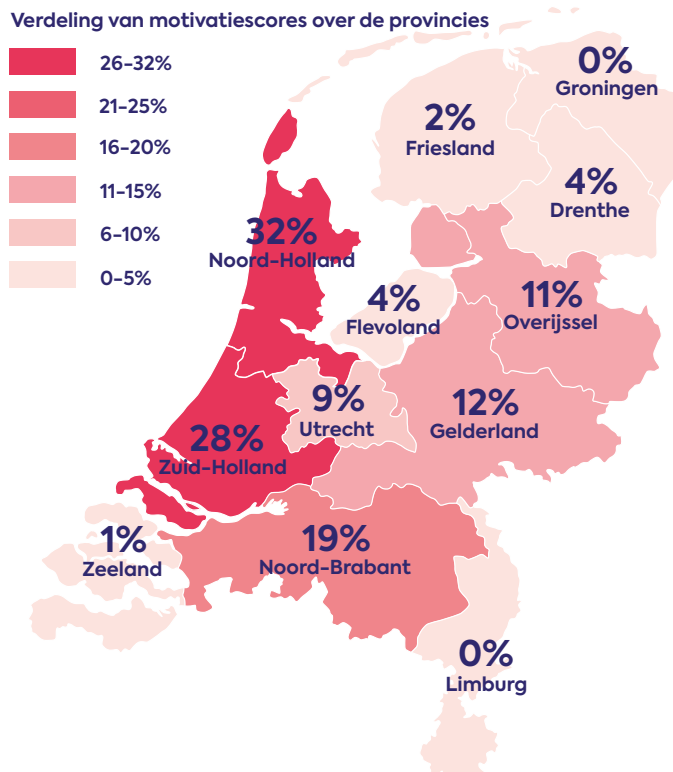 Verdeling van motivatiescores over de provincies
26-32%
21-25%
16-20%
11-15%
6-10%
0-5%
0%
Groningen
2%
Friesland
4%
Drenthe
32%
Noord-Holland
4%
Flevoland
11%
Overijssel
9%
Utrecht
12%
Gelderland
28%
Zuid-Holland
1%
Zeeland
19%
Noord-Brabant
0%
Limburg